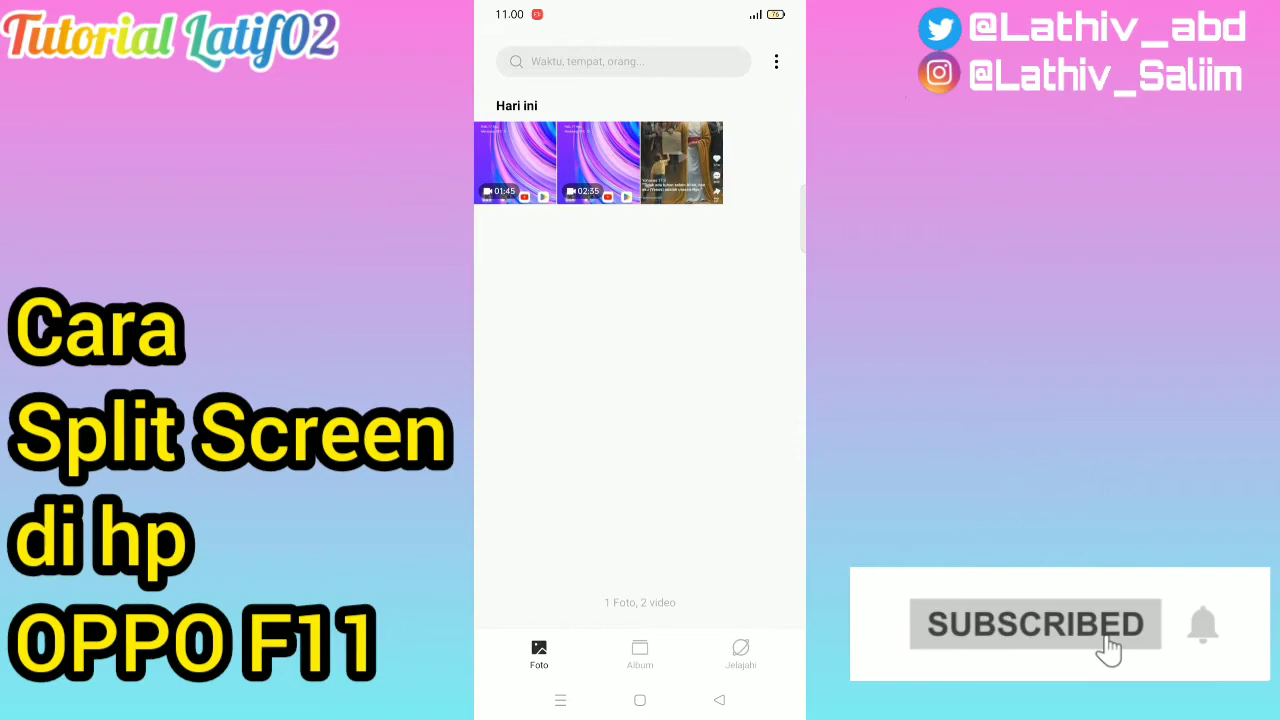 Tutorial Latif02
@Lathiv_abd
@Lathiv_Saliim
11.00
76
Waktu, tempat, orang...
Hari ini
01:45
02:35
Cara
Split Screen
di hp
OPPO F11
1 Foto, 2 video
Foto
Album
Jelajahi
SUBSCRIBED